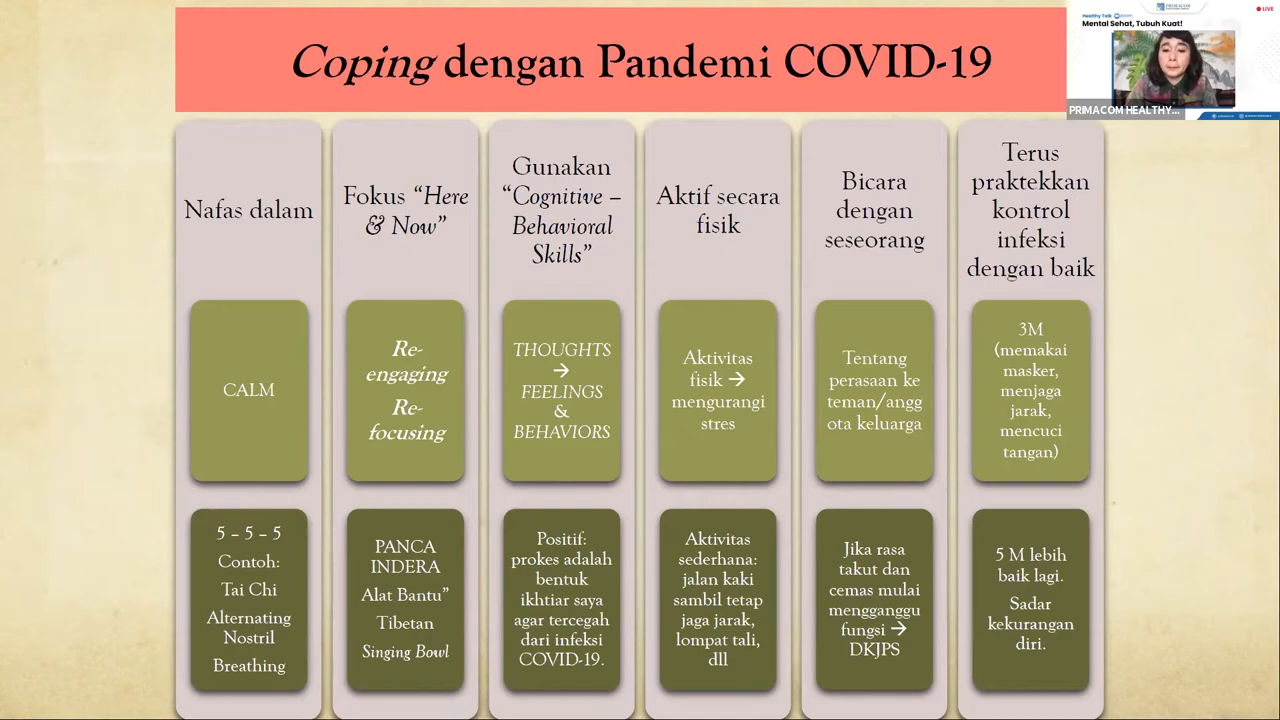 Coping dengan Pandemi COVID-19
PRIMACOM
LIVE
Healthy Talk
Mental Sehat, Tubuh Kuat!
PRIMACOM HEALTHY...
Nafas dalam
CALM
5 – 5 – 5
Contoh:
Tai Chi
Alternating
Nostril
Breathing
Fokus “Here
& Now”
Re-
engaging
Re-
focusing
PANCA
INDERA
Alat Bantu”
Tibetan
Singing Bowl
Gunakan
“Cognitive –
Behavioral
Skills”
THOUGHTS
→
FEELINGS
&
BEHAVIORS
Positif:
prokes adalah
bentuk
ikhtiar saya
agar tercegah
dari infeksi
COVID-19.
Aktif secara
fisik
Aktivitas
fisik →
mengurangi
stres
Aktivitas
sederhana:
jalan kaki
sambil tetap
jaga jarak,
lompat tali,
dll
Bicara
dengan
seseorang
Tentang
perasaan ke
teman/angg
ota keluarga
Jika rasa
takut dan
cemas mulai
mengganggu
fungsi →
DKJPS
Terus
praktekkan
kontrol
infeksi
dengan baik
3M
(memakai
masker,
menjaga
jarak,
mencuci
tangan)
5 M lebih
baik lagi.
Sadar
kekurangan
diri.